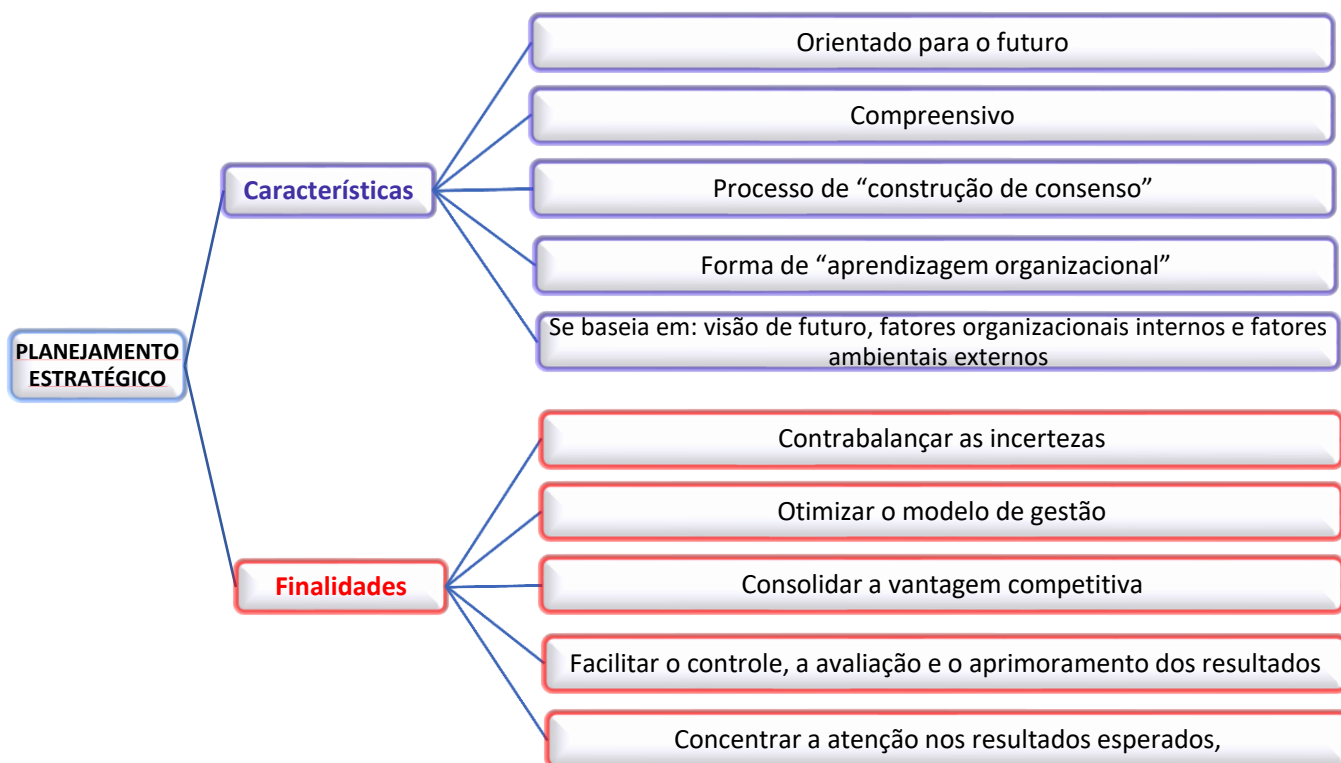 Orientado para o futuro
Compreensivo
Características
Processo de “construção de consenso”
Forma de “aprendizagem organizacional”
Se baseia em: visão de futuro, fatores organizacionais internos e fatores
ambientais externos
PLANEJAMENTO
ESTRATÉGICO
Contrabalançar as incertezas
Otimizar o modelo de gestão
Finalidades
Consolidar a vantagem competitiva
Facilitar o controle, a avaliação e o aprimoramento dos resultados
Concentrar a atenção nos resultados esperados,